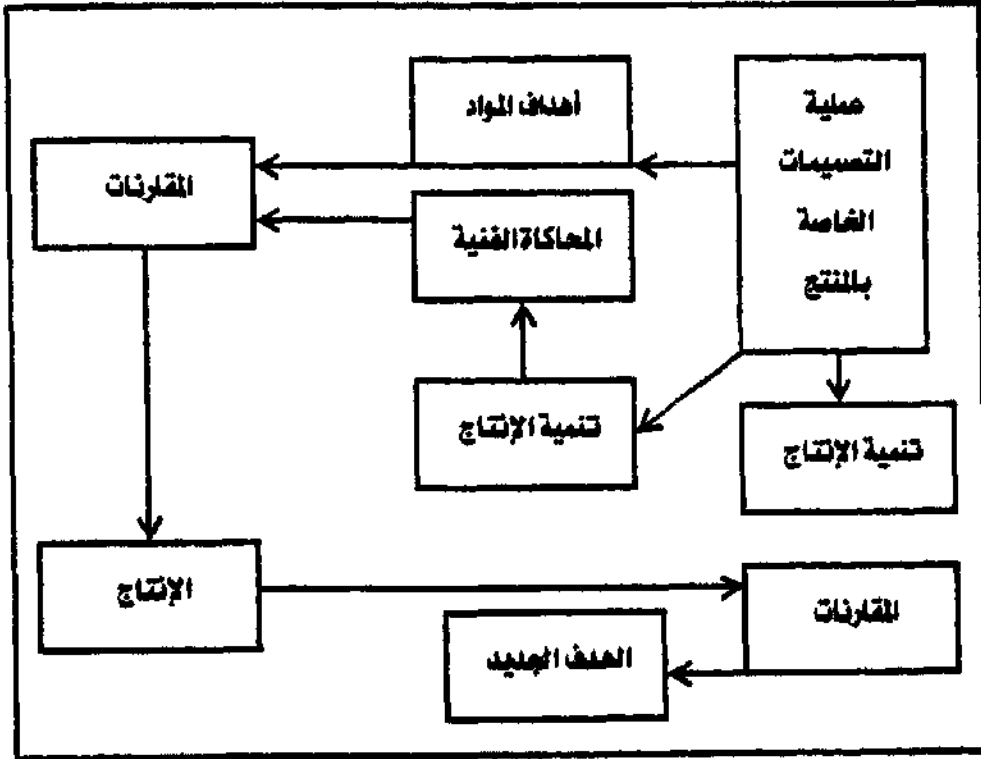 عملية
التصميمات
الخاصة
بالمنتج
أهداف المواد
المقارنات
المحاكاة الفنية
تنمية الإنتاج
تنمية الإنتاج
الإنتاج
المقارنات
الهدف الجديد